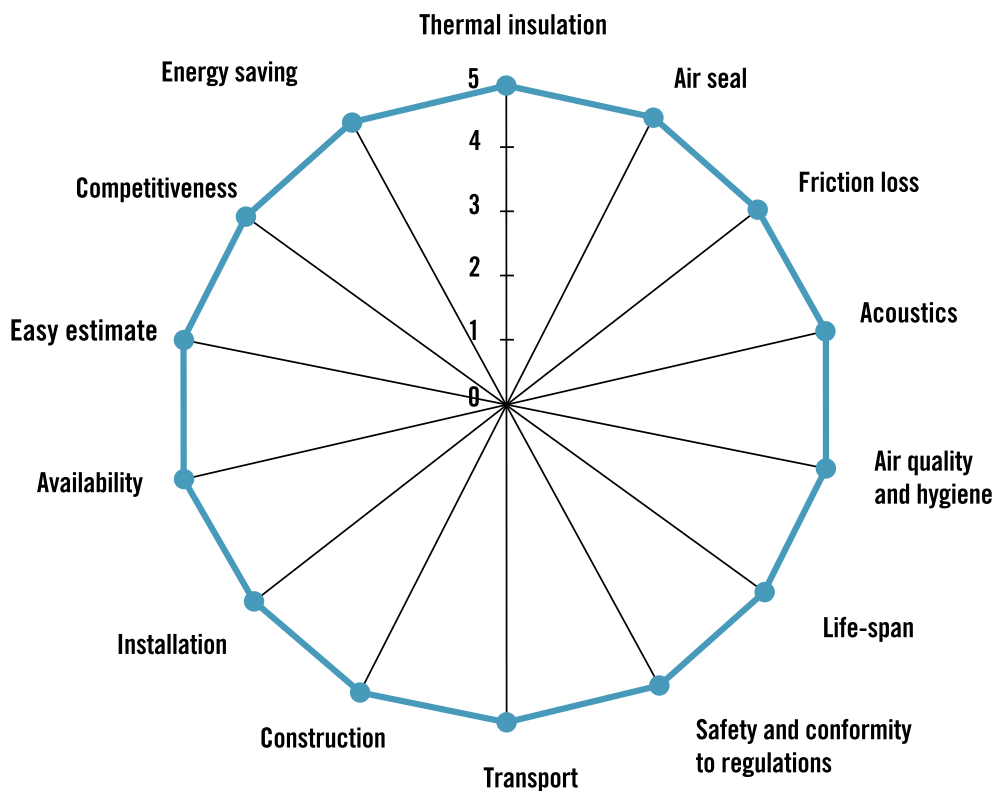 Thermal insulation
Energy saving
Air seal
5
4
Competitiveness
Friction loss
3
2
Easy estimate
Acoustics
1
0
Availability
Air quality
and hygiene
Installation
Life-span
Construction
Safety and conformity
to regulations
Transport